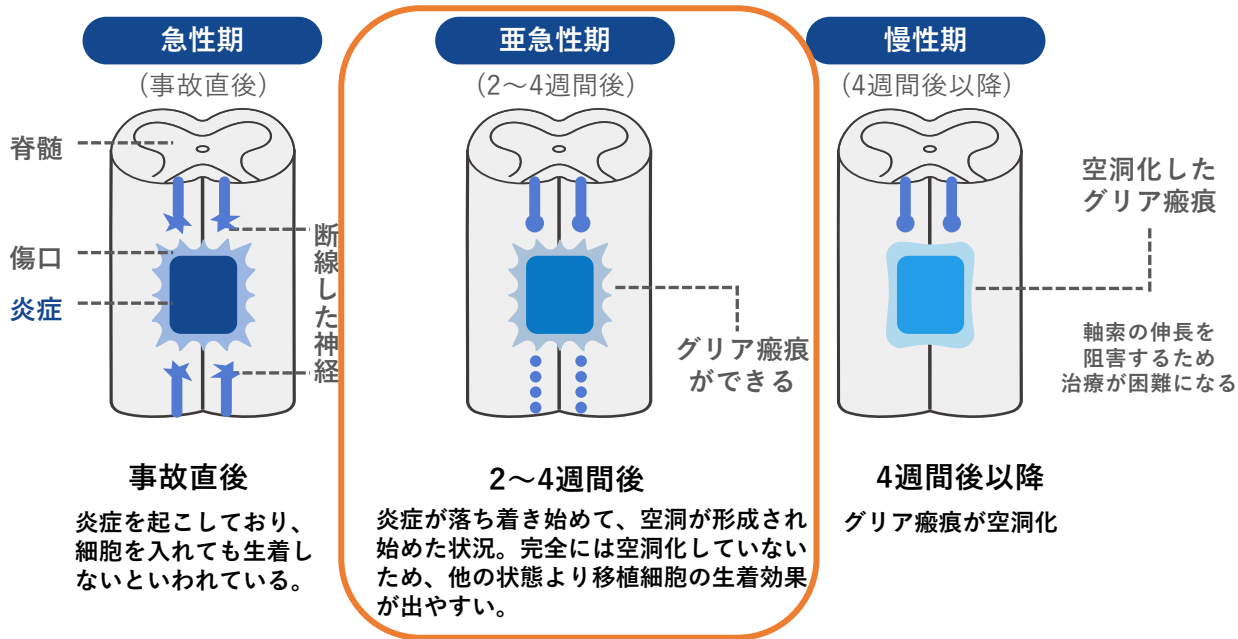 急性期
(事故直後)
亜急性期
(2〜4週間後)
慢性期
(4週間後以降)
脊髄
傷口
炎症
断線した神経
グリア瘢痕
ができる
空洞化した
グリア瘢痕
軸索の伸長を
阻害するため
治療が困難になる
事故直後
炎症を起こしており、
細胞を入れても生着し
ないといわれている。
2〜4週間後
炎症が落ち着き始めて、空洞が形成され
始めた状況。完全には空洞化していない
ため、他の状態より移植細胞の生着効果
が出やすい。
4週間後以降
グリア瘢痕が空洞化